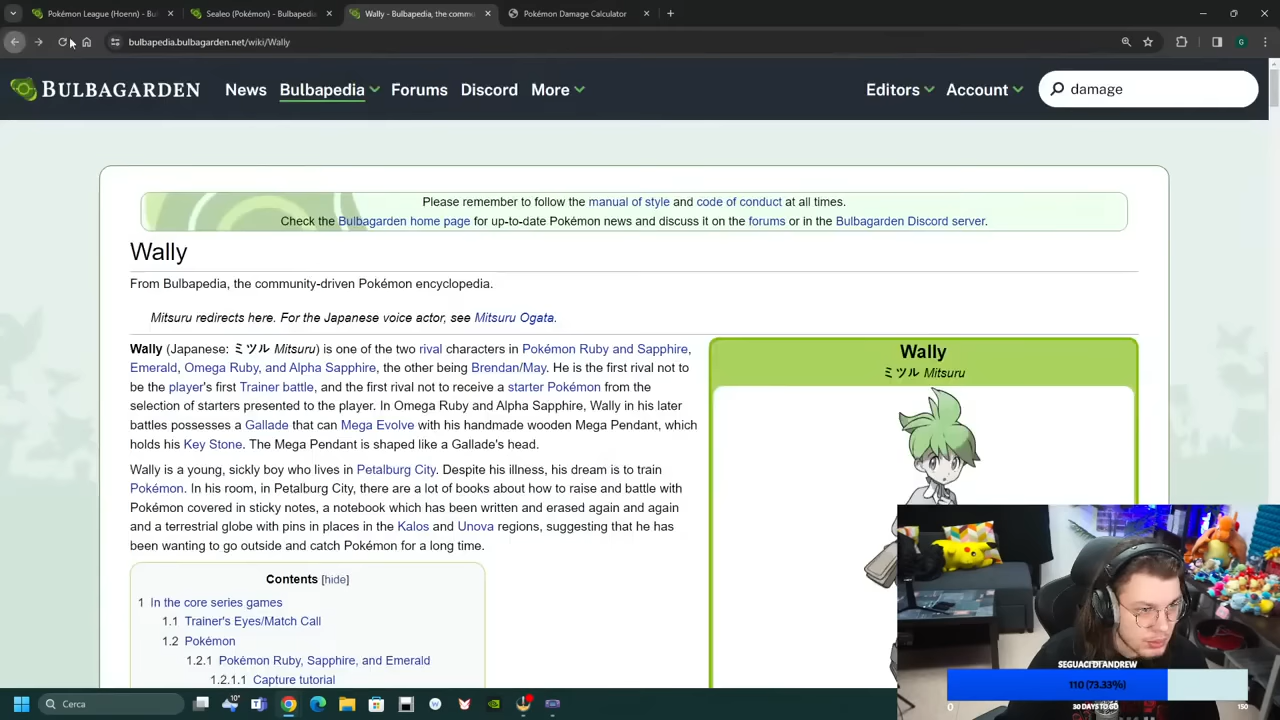 Pokémon League (Hoenn) - Bul
Sealeo (Pokémon) - Bulbapedia
Wally - Bulbapedia, the commu
Pokémon Damage Calculator
bulbapedia.bulbagarden.net/wiki/Wally
BULBAGARDEN
News Bulbapedia Forums Discord More
Editors Account
damage
Please remember to follow the manual of style and code of conduct at all times.
Check the Bulbagarden home page for up-to-date Pokémon news and discuss it on the forums or in the Bulbagarden Discord server.
Wally
From Bulbapedia, the community-driven Pokémon encyclopedia.
Mitsuru redirects here. For the Japanese voice actor, see Mitsuru Ogata.
Wally (Japanese: ミツル Mitsuru) is one of the two rival characters in Pokémon Ruby and Sapphire,
Emerald, Omega Ruby, and Alpha Sapphire, the other being Brendan/May. He is the first rival not to
be the player's first Trainer battle, and the first rival not to receive a starter Pokémon from the
selection of starters presented to the player. In Omega Ruby and Alpha Sapphire, Wally in his later
battles possesses a Gallade that can Mega Evolve with his handmade wooden Mega Pendant, which
holds his Key Stone. The Mega Pendant is shaped like a Gallade's head.
Wally is a young, sickly boy who lives in Petalburg City. Despite his illness, his dream is to train
Pokémon. In his room, in Petalburg City, there are a lot of books about how to raise and battle with
Pokémon covered in sticky notes, a notebook which has been written and erased again and again
and a terrestrial globe with pins in places in the Kalos and Unova regions, suggesting that he has
been wanting to go outside and catch Pokémon for a long time.
Contents [hide]
1 In the core series games
1.1 Trainer's Eyes/Match Call
1.2 Pokémon
1.2.1 Pokémon Ruby, Sapphire, and Emerald
1.2.1.1 Capture tutorial
Wally
ミツル Mitsuru
SEGUACI DI ANDREW
110 (73.33%)
0
30 DAYS TO GO
150
Cerca
10°
G